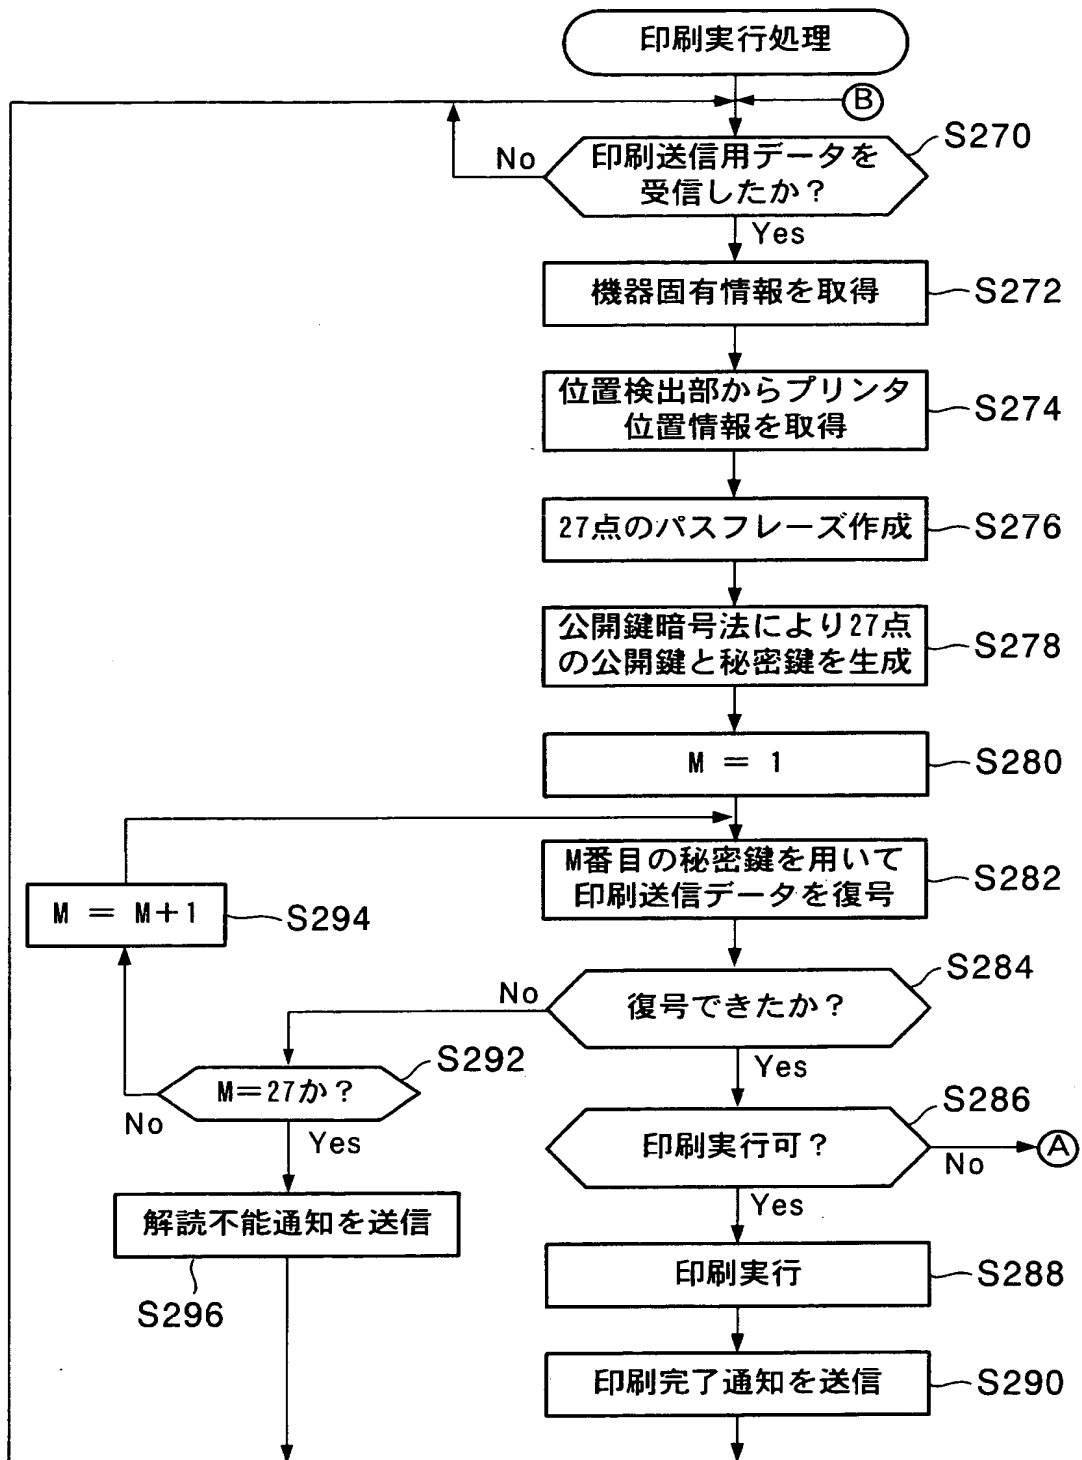 印刷実行処理
B
S270
No
印刷送信用データを
受信したか？
Yes
機器固有情報を取得
S272
位置検出部からプリンタ
位置情報を取得
S274
27点のパスフレーズ作成
S276
公開鍵暗号法により27点
の公開鍵と秘密鍵を生成
S278
M = 1
S280
M番目の秘密鍵を用いて
印刷送信データを復号
S282
M = M+1
S294
S284
No
復号できたか？
Yes
S292
M=27か？
No
Yes
S286
印刷実行可？
No
A
Yes
解読不能通知を送信
S296
印刷実行
S288
印刷完了通知を送信
S290